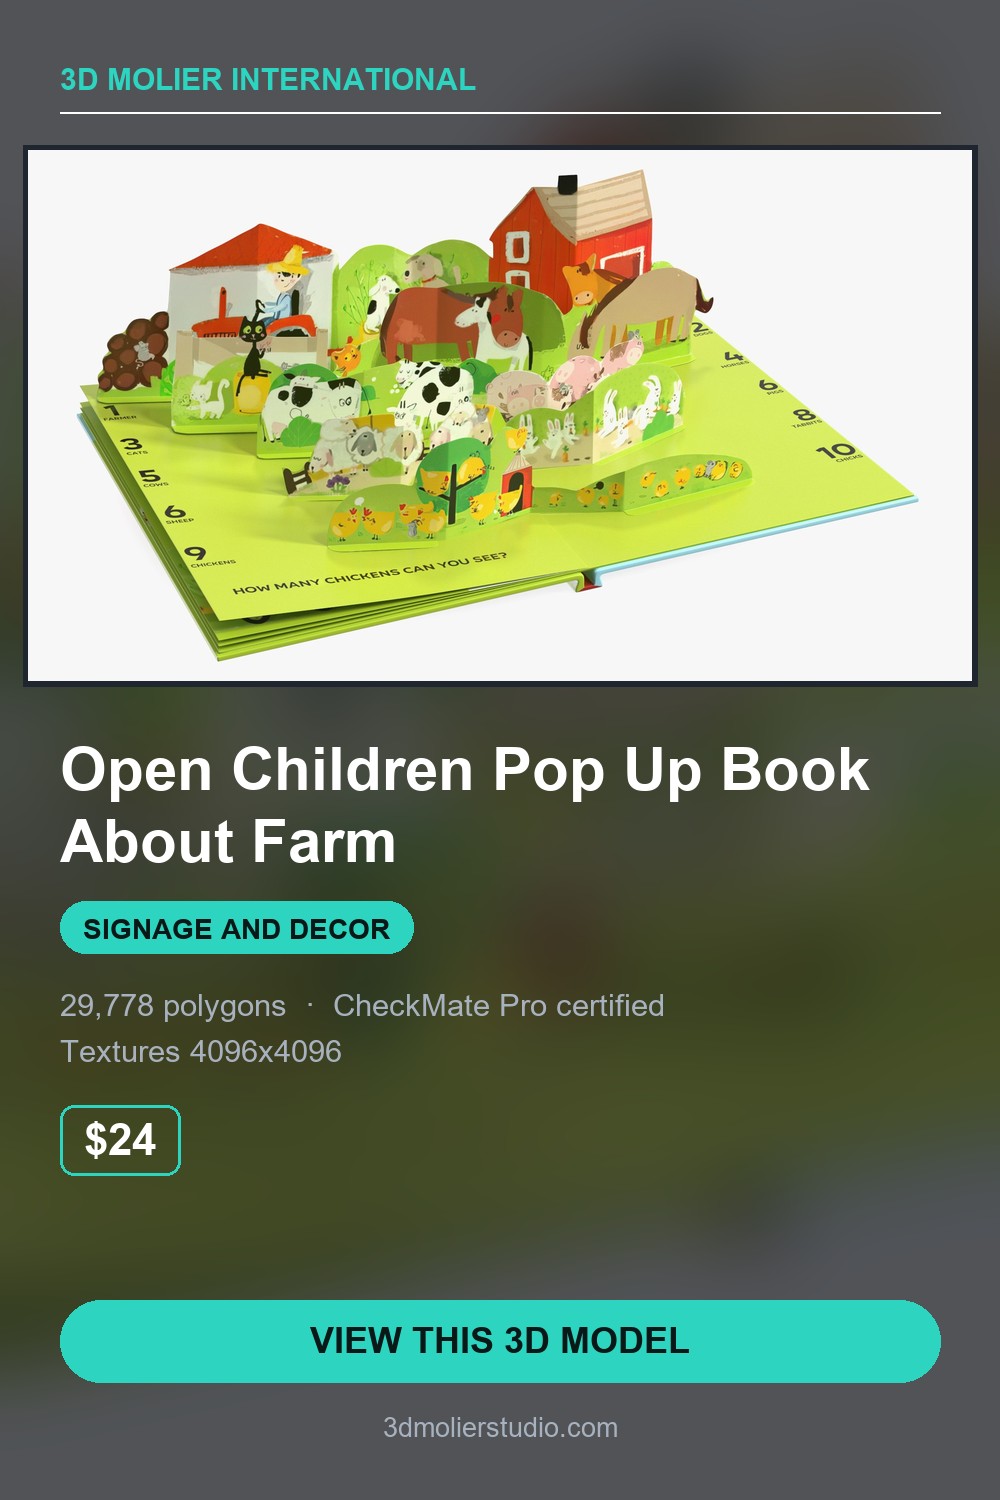 3D MOLIER INTERNATIONAL
1
FARMER
3
CATS
5
COWS
6
SHEEP
9
CHICKENS
HOW MANY CHICKENS CAN YOU SEE?
2
DOGS
4
HORSES
6
PIGS
8
TABBITS
10
CHICKS
Open Children Pop Up Book
About Farm
SIGNAGE AND DECOR
29,778 polygons · CheckMate Pro certified
Textures 4096x4096
$24
VIEW THIS 3D MODEL
3dmolierstudio.com